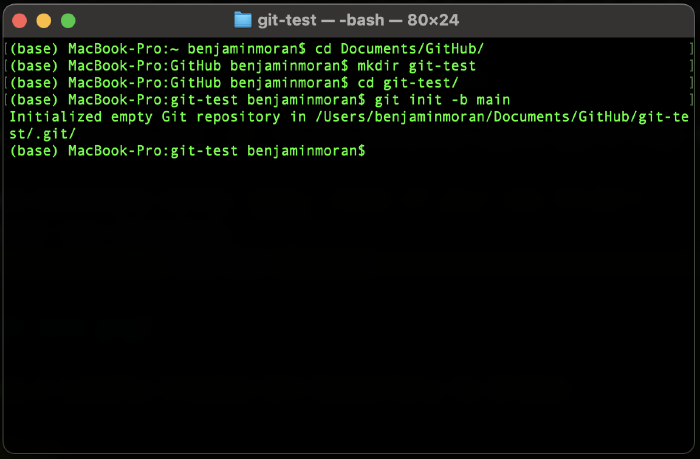 git-test — -bash — 80×24
[(base) MacBook-Pro:~ benjaminmoran$ cd Documents/GitHub/ ]
[(base) MacBook-Pro:GitHub benjaminmoran$ mkdir git-test ]
[(base) MacBook-Pro:GitHub benjaminmoran$ cd git-test/ ]
[(base) MacBook-Pro:git-test benjaminmoran$ git init -b main ]
Initialized empty Git repository in /Users/benjaminmoran/Documents/GitHub/git-te
st/.git/
(base) MacBook-Pro:git-test benjaminmoran$